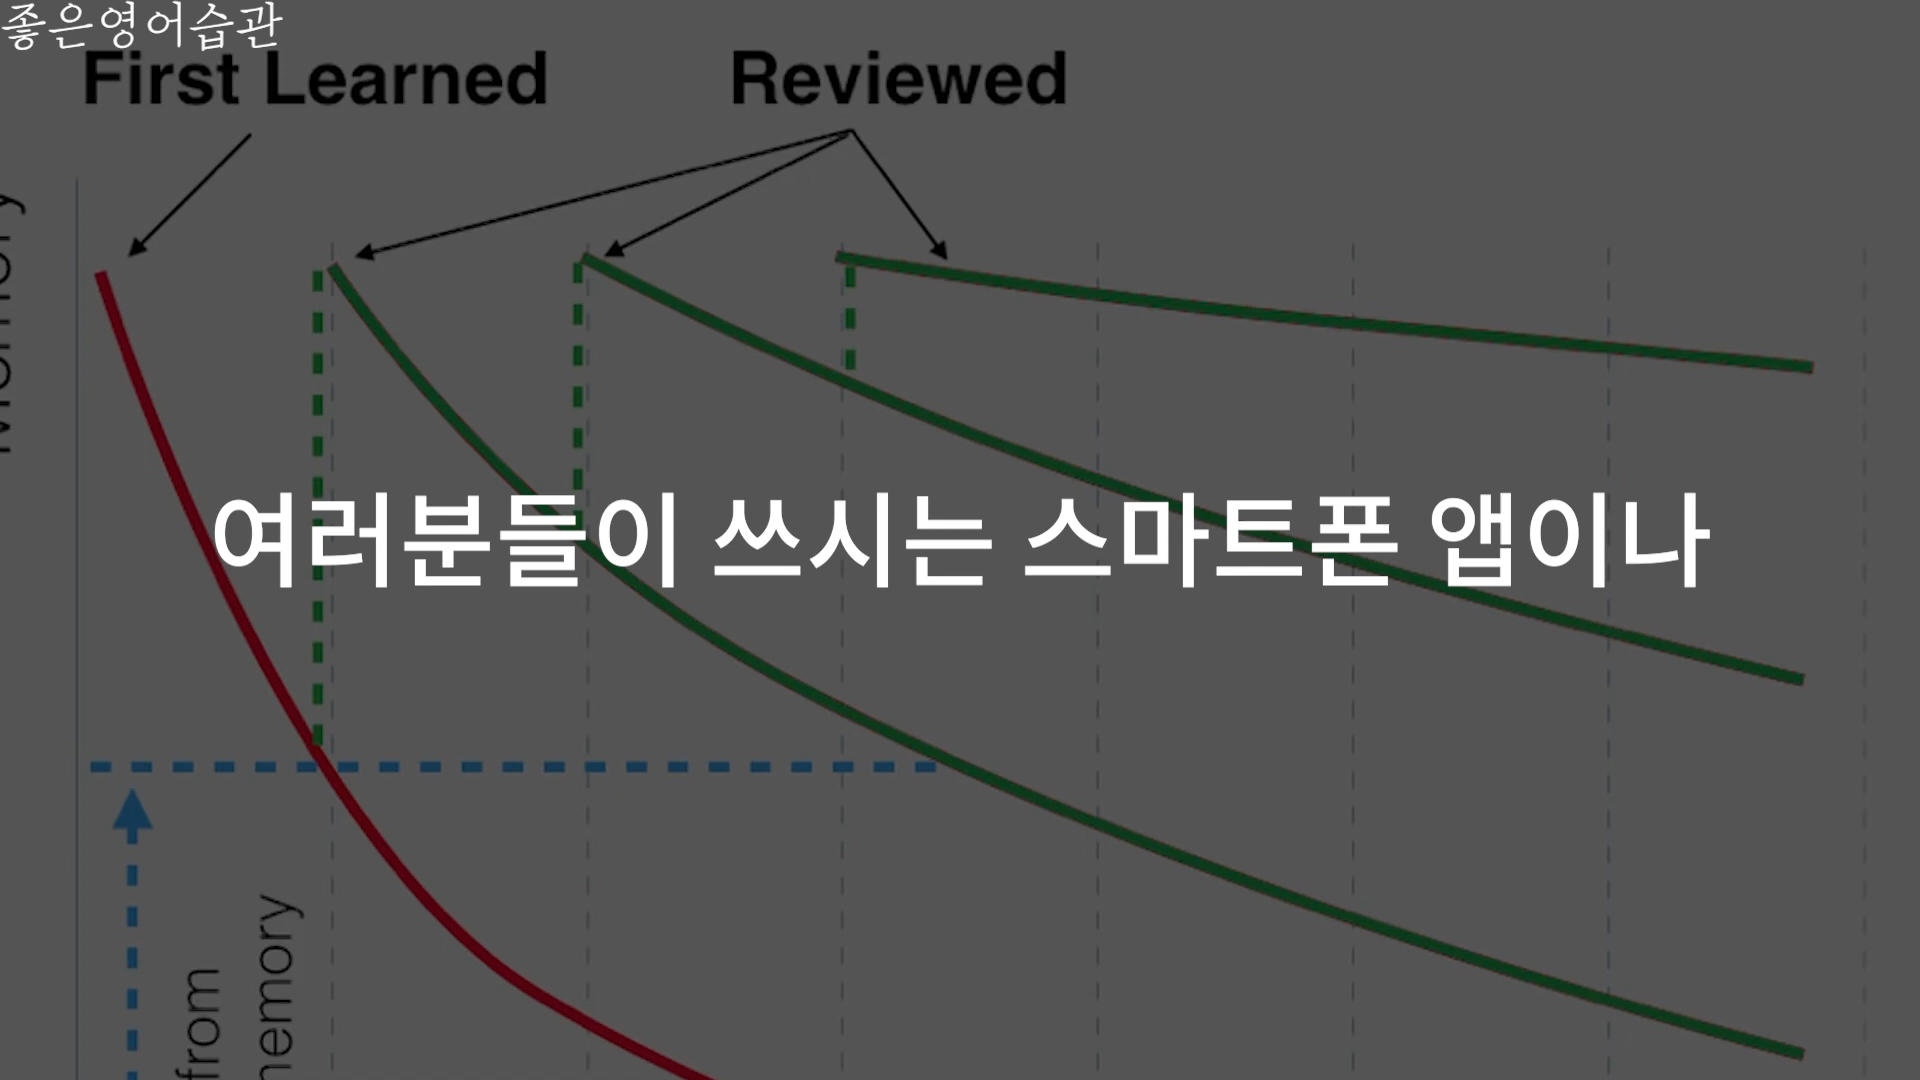 좋은영어습관
First Learned
Reviewed
여러분들이 쓰시는 스마트폰 앱이나
from